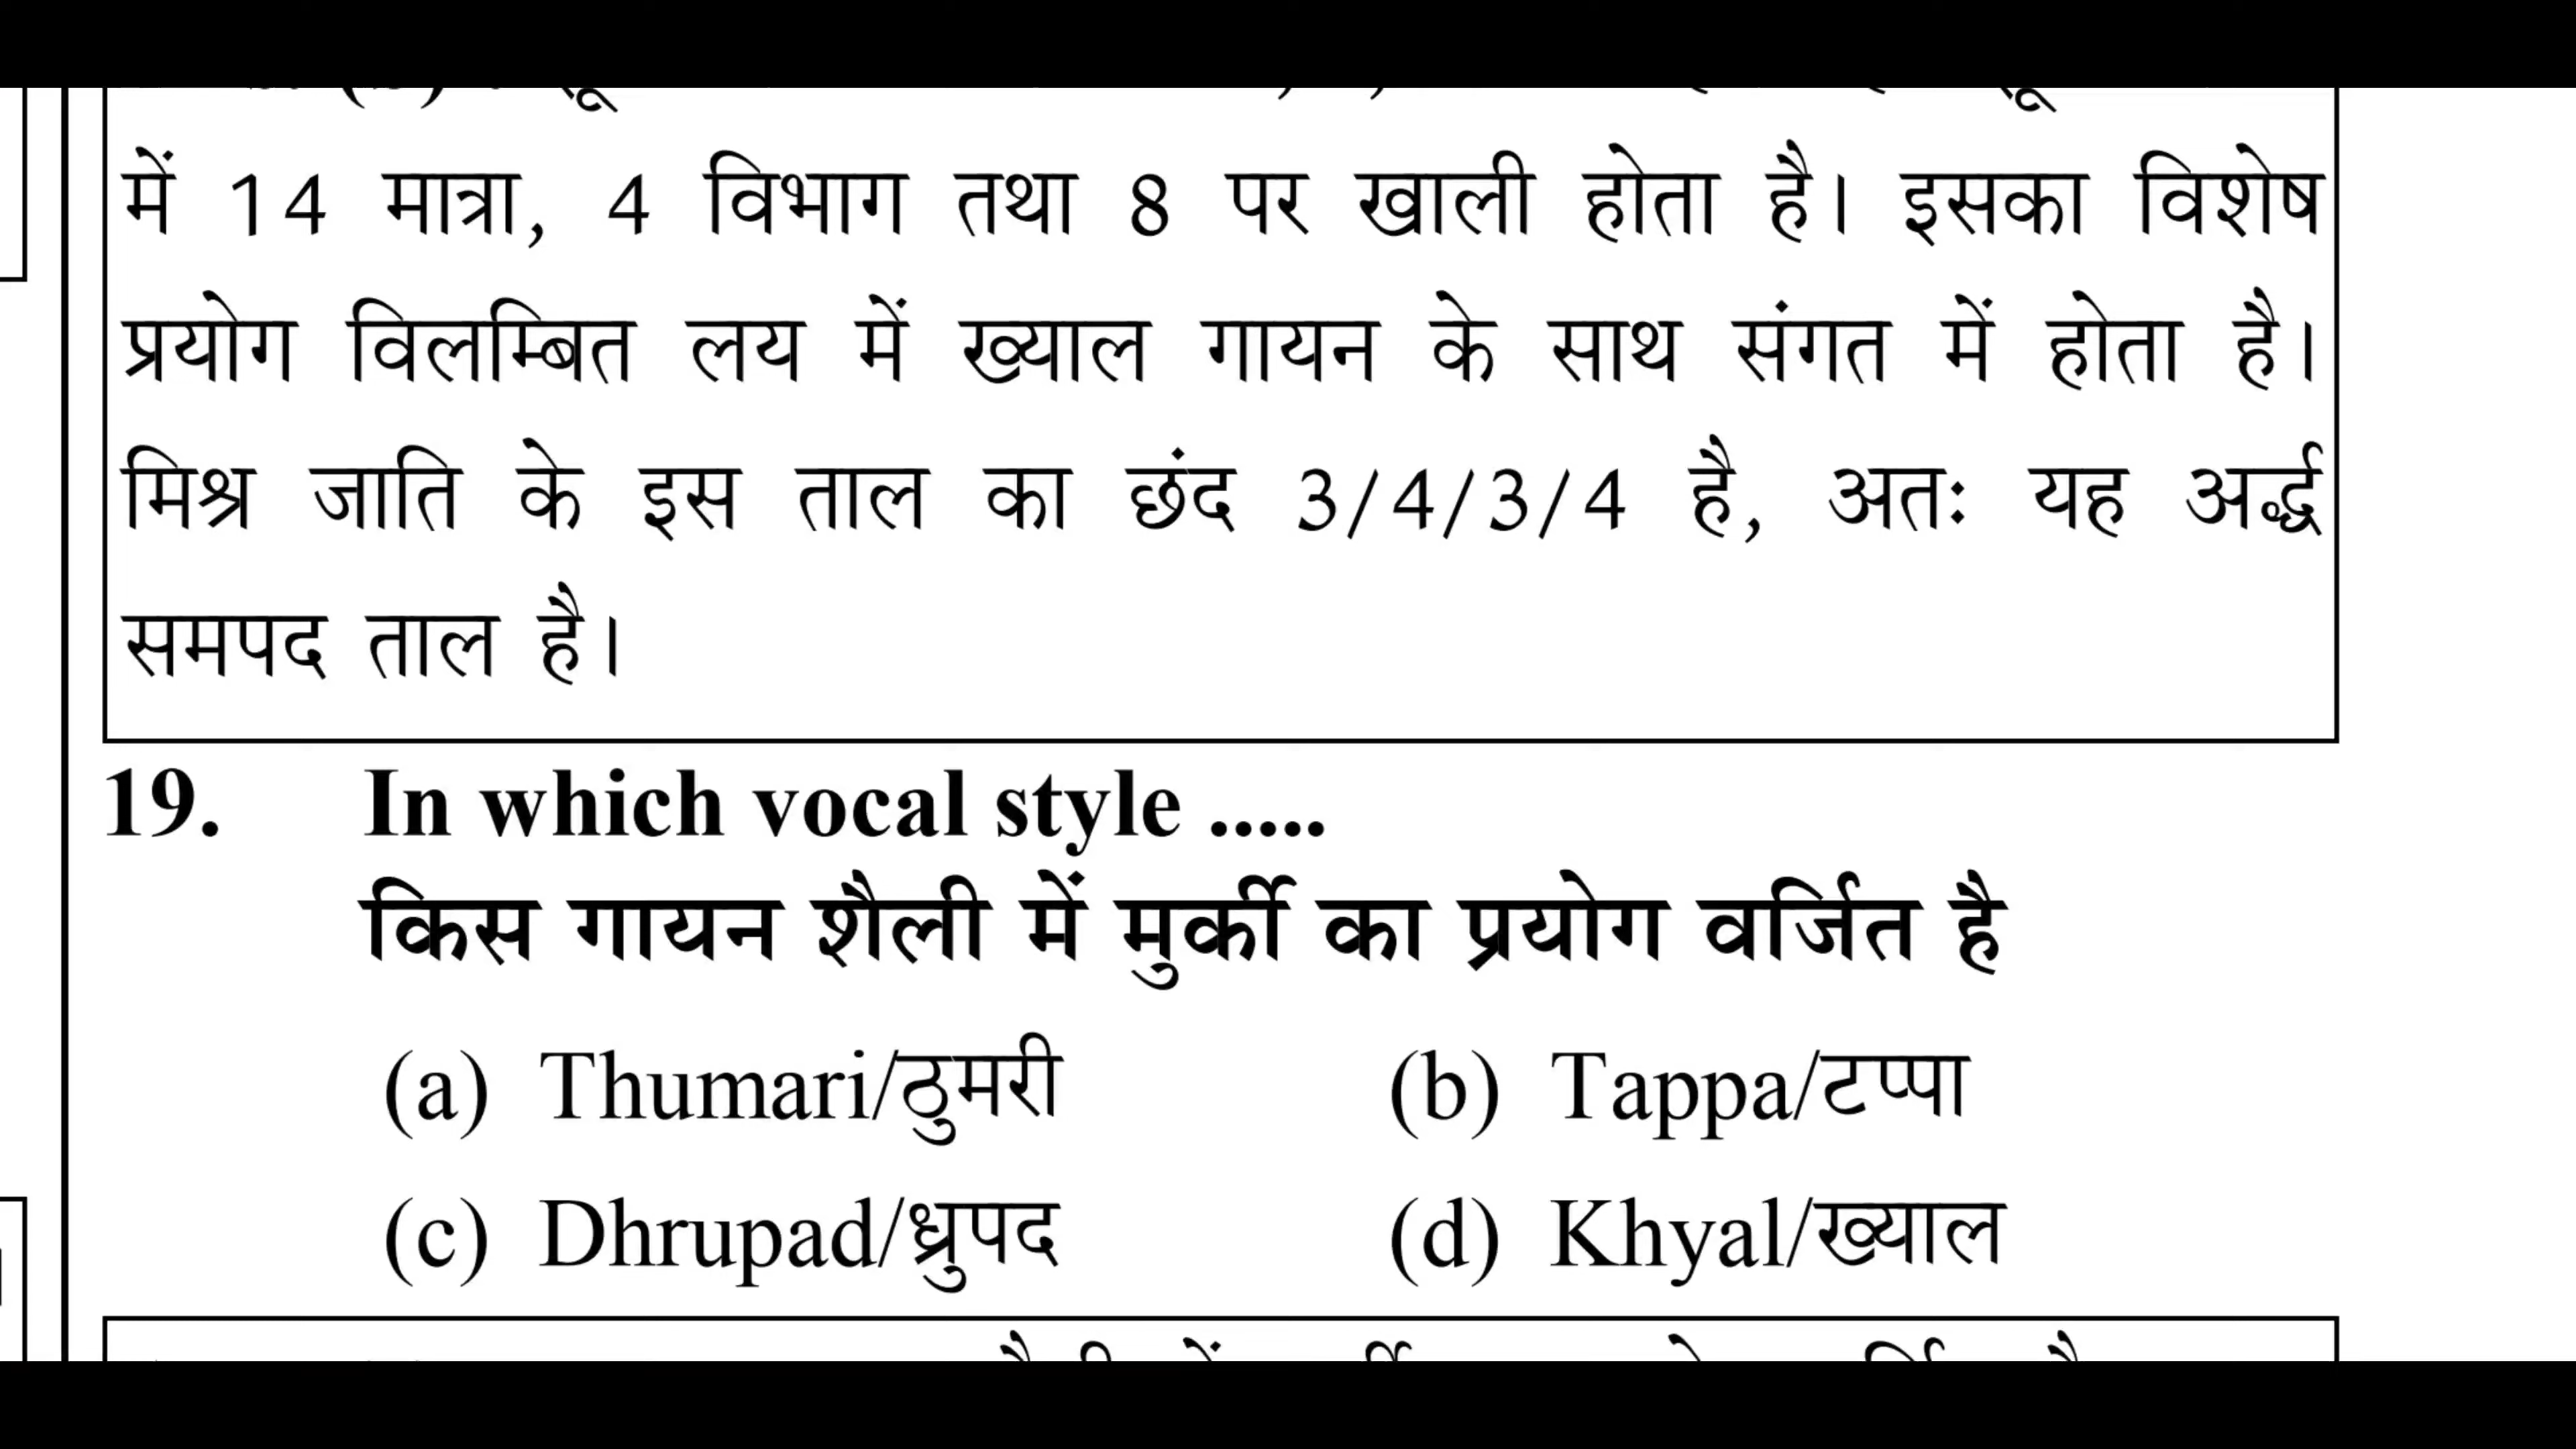 में 14 मात्रा, 4 विभाग तथा 8 पर खाली होता है। इसका विशेष
प्रयोग विलम्बित लय में ख्याल गायन के साथ संगत में होता है।
मिश्र जाति के इस ताल का छंद 3/4/3/4 है, अतः यह अर्द्ध
समपद ताल है।
19. In which vocal style .....
किस गायन शैली में मुर्की का प्रयोग वर्जित है
(a) Thumari/ठुमरी (b) Tappa/टप्पा
(c) Dhrupad/ध्रुपद (d) Khyal/ख्याल